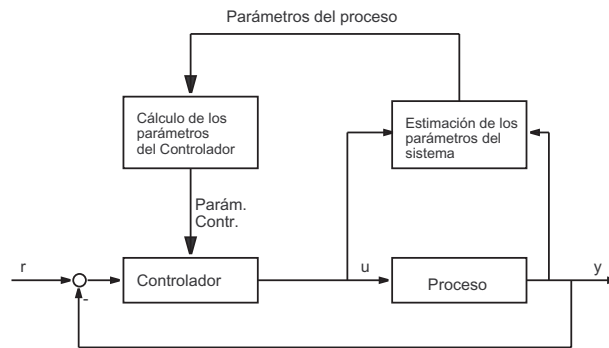 Parámetros del proceso
Cálculo de los
parámetros
del Controlador
Estimación de los
parámetros del
sistema
Parám.
Contr.
r
-
Controlador
u
Proceso
y